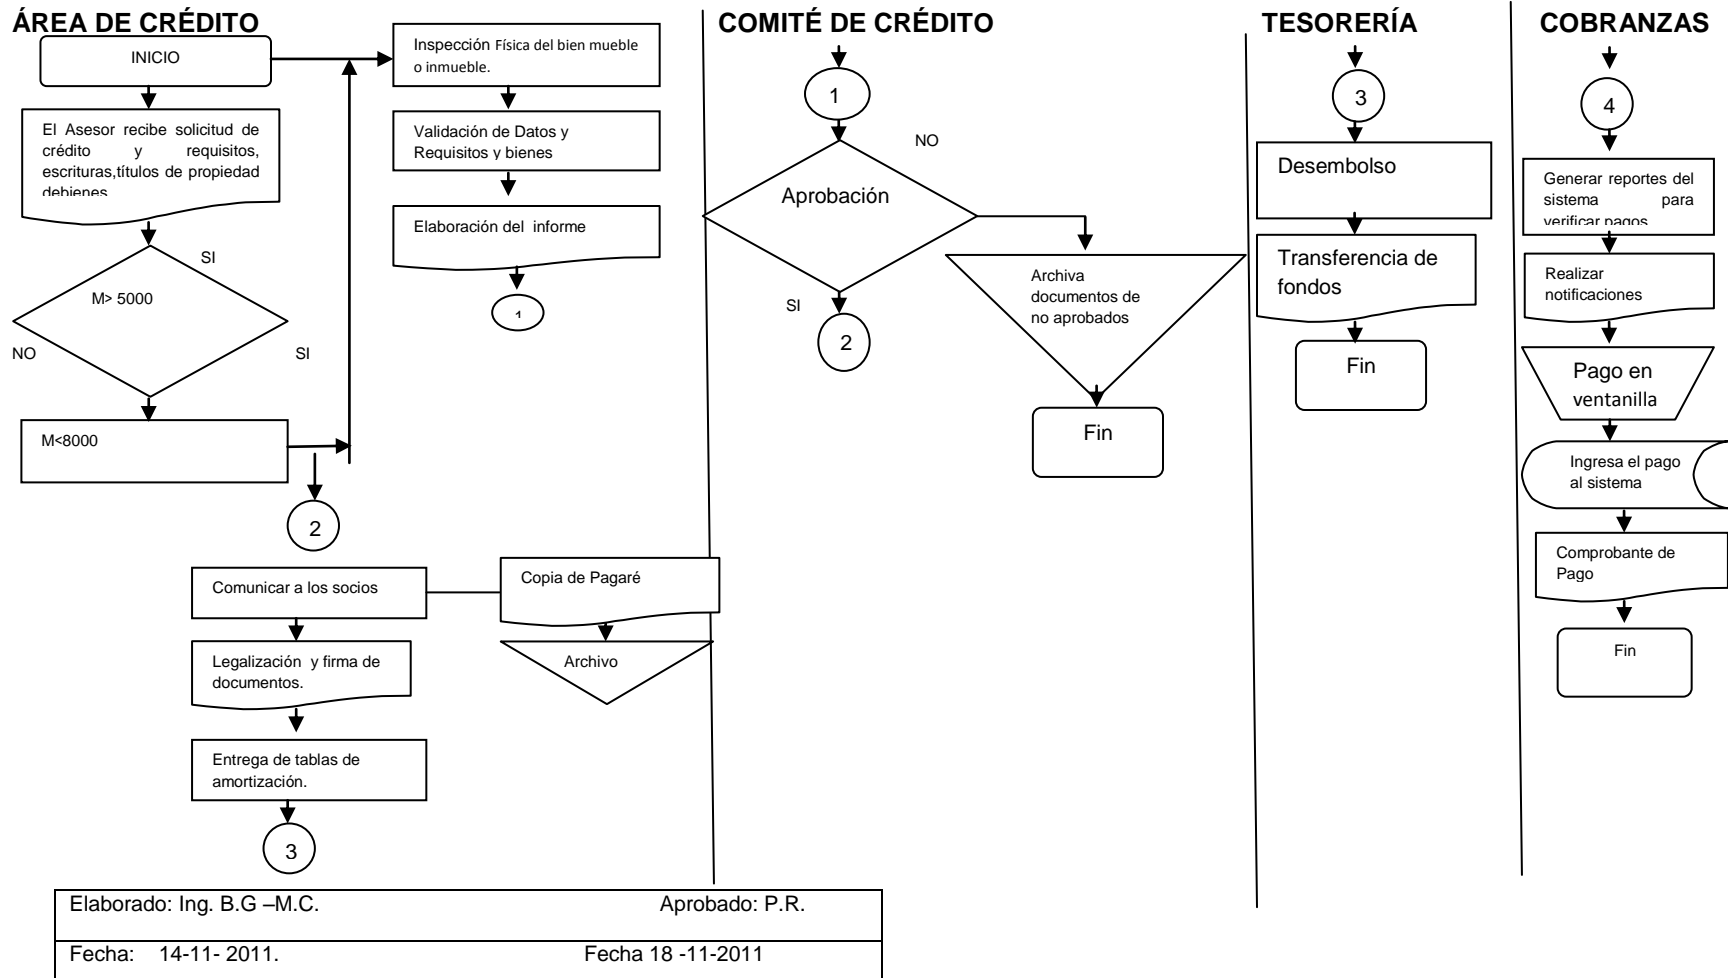 ÁREA DE CRÉDITO
INICIO
El Asesor recibe solicitud de
crédito y requisitos,
escrituras,títulos de propiedad
debienes
SI
M> 5000
NO
SI
M<8000
2
Inspección Física del bien mueble
o inmueble.
Validación de Datos y
Requisitos y bienes
Elaboración del informe
1
Comunicar a los socios
Copia de Pagaré
Archivo
Legalización y firma de
documentos.
Entrega de tablas de
amortización.
3
COMITÉ DE CRÉDITO
1
NO
Aprobación
SI
2
Archiva
documentos de
no aprobados
Fin
TESORERÍA
3
Desembolso
Transferencia de
fondos
Fin
COBRANZAS
4
Generar reportes del
sistema para
verificar pagos
Realizar
notificaciones
Pago en
ventanilla
Ingresa el pago
al sistema
Comprobante de
Pago
Fin
Elaborado: Ing. B.G –M.C. Aprobado: P.R.
Fecha: 14-11- 2011. Fecha 18 -11-2011